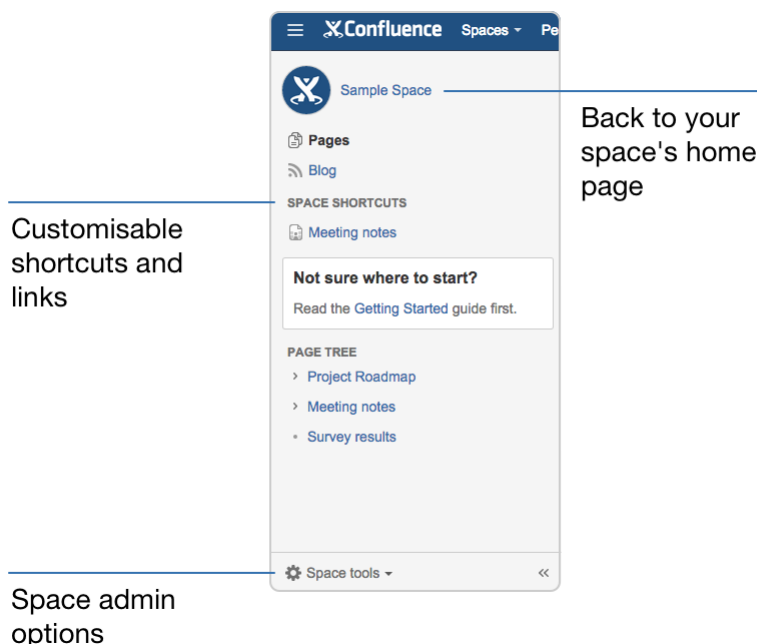 Confluence Spaces Pe
Sample Space
Back to your
space's home
page
Pages
Blog
SPACE SHORTCUTS
Customisable
shortcuts and
links
Meeting notes
Not sure where to start?
Read the Getting Started guide first.
PAGE TREE
Project Roadmap
Meeting notes
Survey results
Space tools
Space admin
options